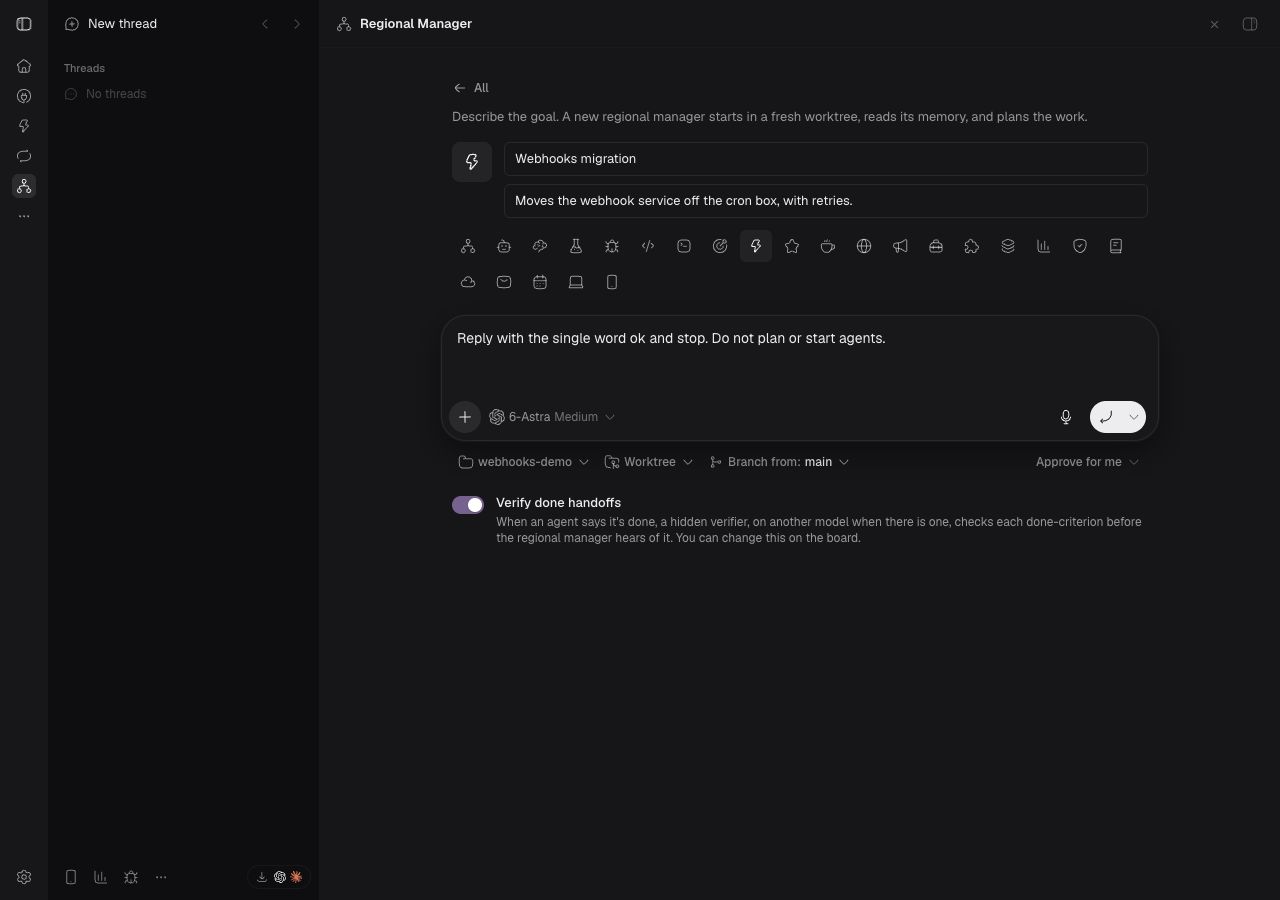 New thread
Regional Manager
Threads
No threads
All
Describe the goal. A new regional manager starts in a fresh worktree, reads its memory, and plans the work.
Webhooks migration
Moves the webhook service off the cron box, with retries.
Reply with the single word ok and stop. Do not plan or start agents.
6-Astra Medium
webhooks-demo Worktree Branch from: main Approve for me
Verify done handoffs
When an agent says it's done, a hidden verifier, on another model when there is one, checks each done-criterion before
the regional manager hears of it. You can change this on the board.